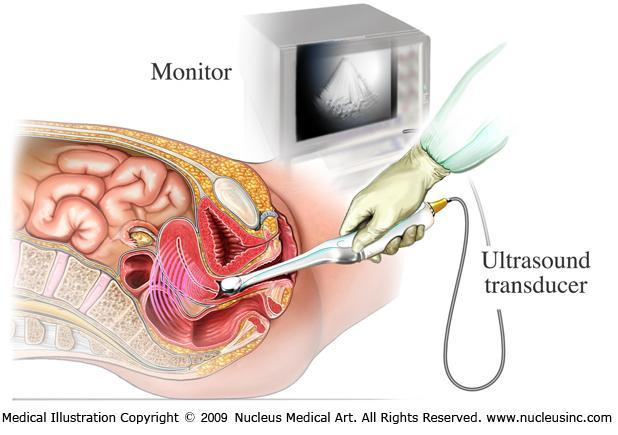 Monitor
Ultrasound
transducer
Medical Illustration Copyright © 2009 Nucleus Medical Art. All Rights Reserved. www.nucleusinc.com